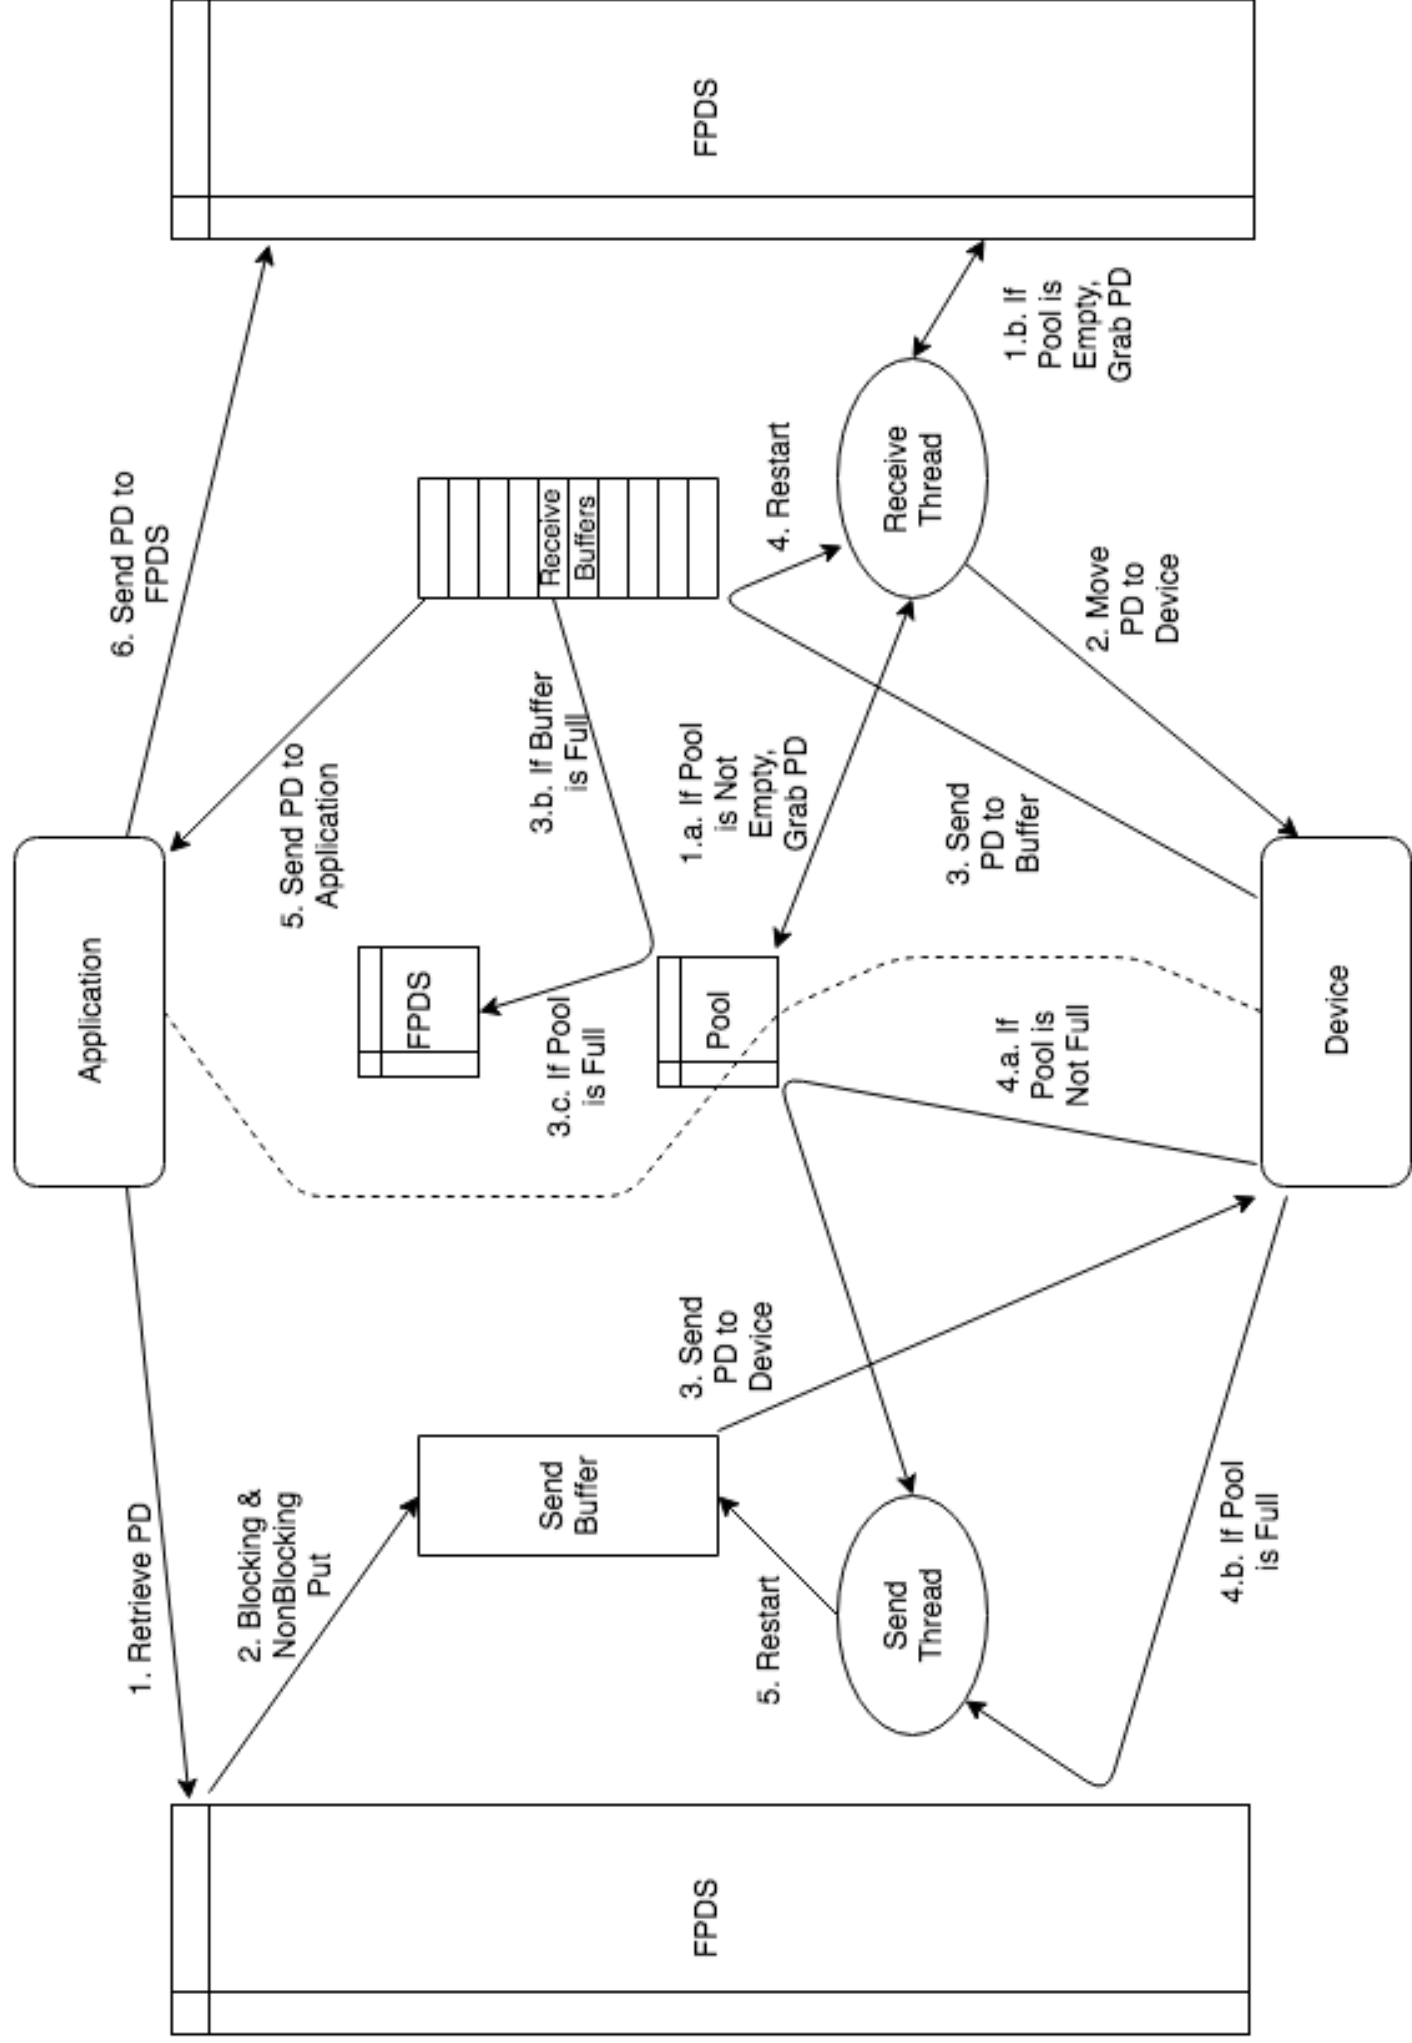 Application
1. Retrieve PD
6. Send PD to
FPDS
2. Blocking &
NonBlocking
Put
5. Send PD to
Application
FPDS
3.b. If Buffer
is Full
Receive
Buffers
Send
Buffer
3.c. If Pool
is Full
FPDS
3. Send
PD to
Device
Pool
1.a. If Pool
is Not
Empty,
Grab PD
4. Restart
FPDS
5. Restart
Send
Thread
Receive
Thread
3. Send
PD to
Buffer
4.a. If
Pool is
Not Full
1.b. If
Pool is
Empty,
Grab PD
2. Move
PD to
Device
4.b. If Pool
is Full
Device